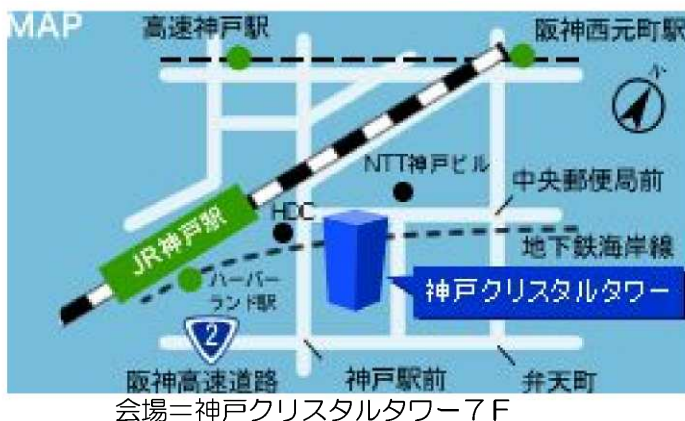 MAP
高速神戸駅
阪神西元町駅
N
NTT神戸ビル
中央郵便局前
HDC
JR神戸駅
地下鉄海岸線
ハーバー
ランド駅
神戸クリスタルタワー
2
阪神高速道路
神戸駅前
弁天町
会場＝神戸クリスタルタワー７F